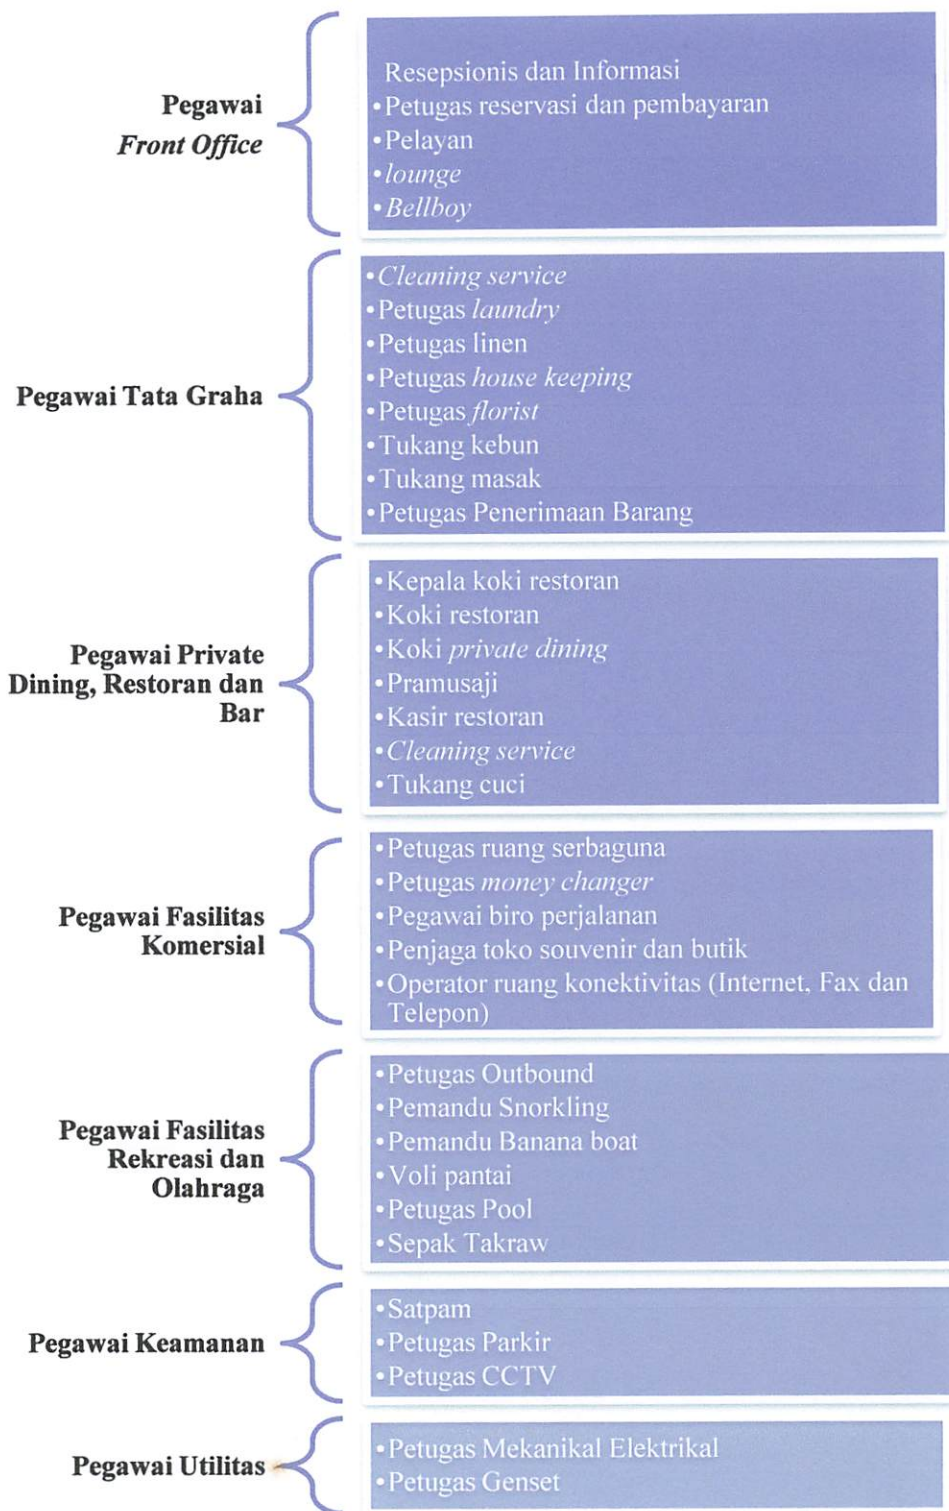 Pegawai
Front Office
Resepsionis dan Informasi
•Petugas reservasi dan pembayaran
•Pelayan
•lounge
•Bellboy
Pegawai Tata Graha
•Cleaning service
•Petugas laundry
•Petugas linen
•Petugas house keeping
•Petugas florist
•Tukang kebun
•Tukang masak
•Petugas Penerimaan Barang
Pegawai Private
Dining, Restoran dan
Bar
•Kepala koki restoran
•Koki restoran
•Koki private dining
•Pramusaji
•Kasir restoran
•Cleaning service
•Tukang cuci
Pegawai Fasilitas
Komersial
•Petugas ruang serbaguna
•Petugas money changer
•Pegawai biro perjalanan
•Penjaga toko souvenir dan butik
•Operator ruang konektivitas (Internet, Fax dan
Telepon)
Pegawai Fasilitas
Rekreasi dan
Olahraga
•Petugas Outbound
•Pemandu Snorkling
•Pemandu Banana boat
•Voli pantai
•Petugas Pool
•Sepak Takraw
Pegawai Keamanan
•Satpam
•Petugas Parkir
•Petugas CCTV
Pegawai Utilitas
•Petugas Mekanikal Elektrikal
•Petugas Genset